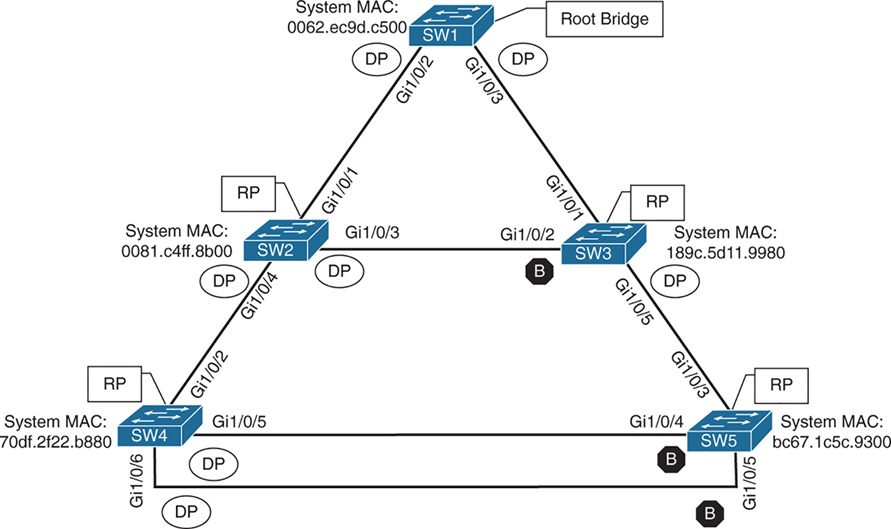 System MAC:
0062.ec9d.c500
SW1
Root Bridge
DP
DP
Gi1/0/2
Gi1/0/3
RP
Gi1/0/1
Gi1/0/1
RP
System MAC:
0081.c4ff.8b00
SW2
Gi1/0/3
Gi1/0/2
SW3
System MAC:
189c.5d11.9980
DP
DP
B
DP
Gi1/0/4
Gi1/0/5
RP
Gi1/0/2
Gi1/0/3
RP
System MAC:
70df.2f22.b880
SW4
Gi1/0/5
Gi1/0/4
SW5
System MAC:
bc67.1c5c.9300
Gi1/0/6
DP
B
Gi1/0/5
DP
B